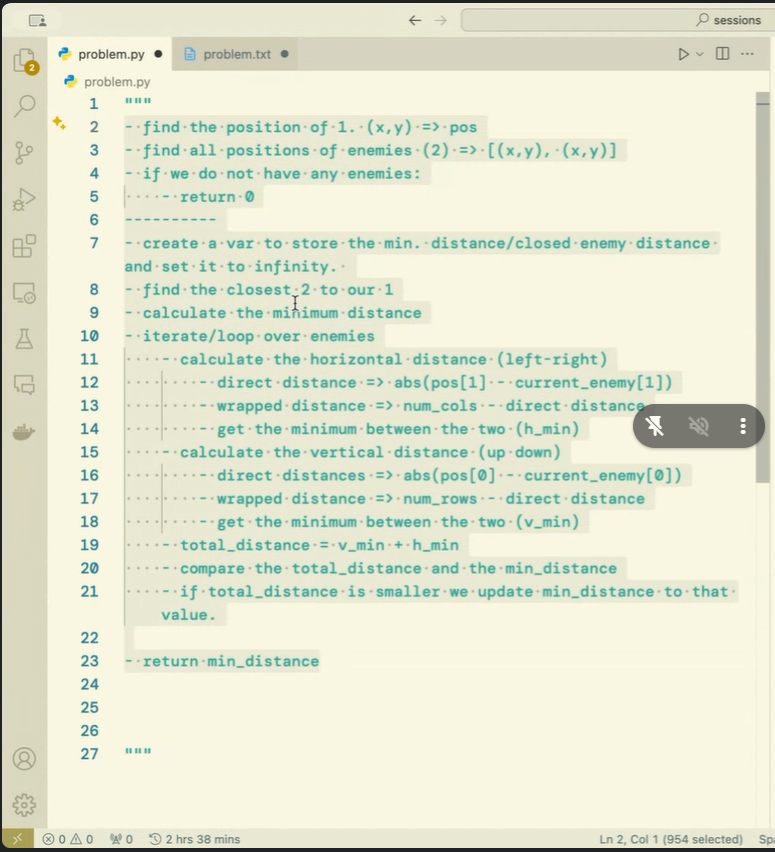 sessions
problem.py
problem.txt
problem.py
2
1 """
2 - find the position of 1. (x,y) => pos
3 - find all positions of enemies (2) => [(x,y), (x,y)]
4 - if we do not have any enemies:
5 - return 0
6 ----------
7 - create a var to store the min. distance/closed enemy distance
and set it to infinity.
8 - find the closest 2 to our 1
9 - calculate the minimum distance
10 - iterate/loop over enemies
11 - calculate the horizontal distance (left-right)
12 - direct distance => abs(pos[1] - current_enemy[1])
13 - wrapped distance => num_cols - direct distance
14 - get the minimum between the two (h_min)
15 - calculate the vertical distance (up down)
16 - direct distances => abs(pos[0] - current_enemy[0])
17 - wrapped distance => num_rows - direct distance
18 - get the minimum between the two (v_min)
19 - total_distance = v_min + h_min
20 - compare the total_distance and the min_distance
21 - if total_distance is smaller we update min_distance to that
value.
22
23 - return min_distance
24
25
26
27 """
0 0 0 2 hrs 38 mins Ln 2, Col 1 (954 selected) Spa